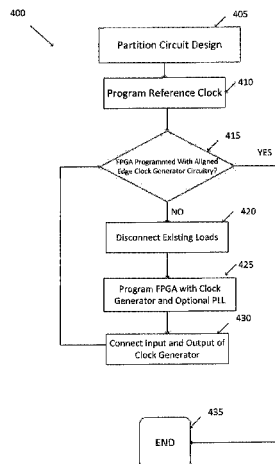 400
405
Partition Circuit Design
410
Program Reference Clock
415
FPGA Programmed With Aligned
Edge Clock Generator Circuitry?
YES
NO
420
Disconnect Existing Loads
425
Program FPGA with Clock
Generator and Optional PLL
430
Connect Input and Output of
Clock Generator
435
END